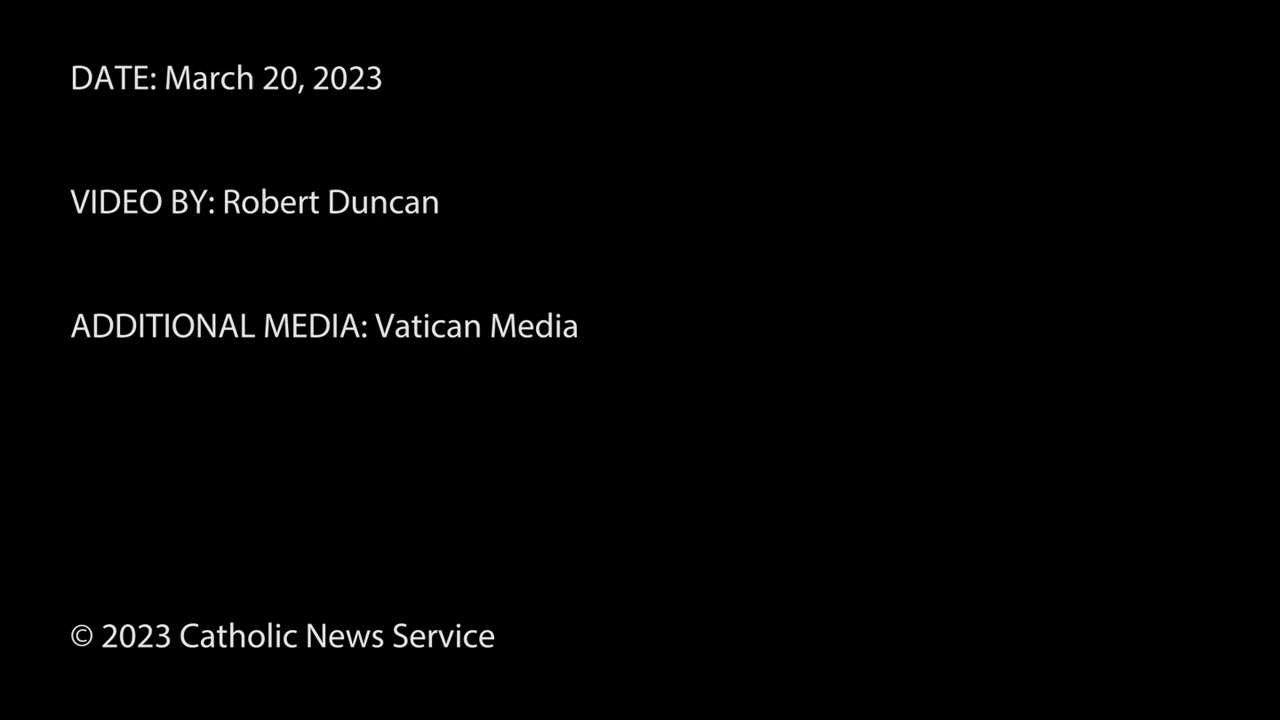 DATE: March 20, 2023
VIDEO BY: Robert Duncan
ADDITIONAL MEDIA: Vatican Media
© 2023 Catholic News Service